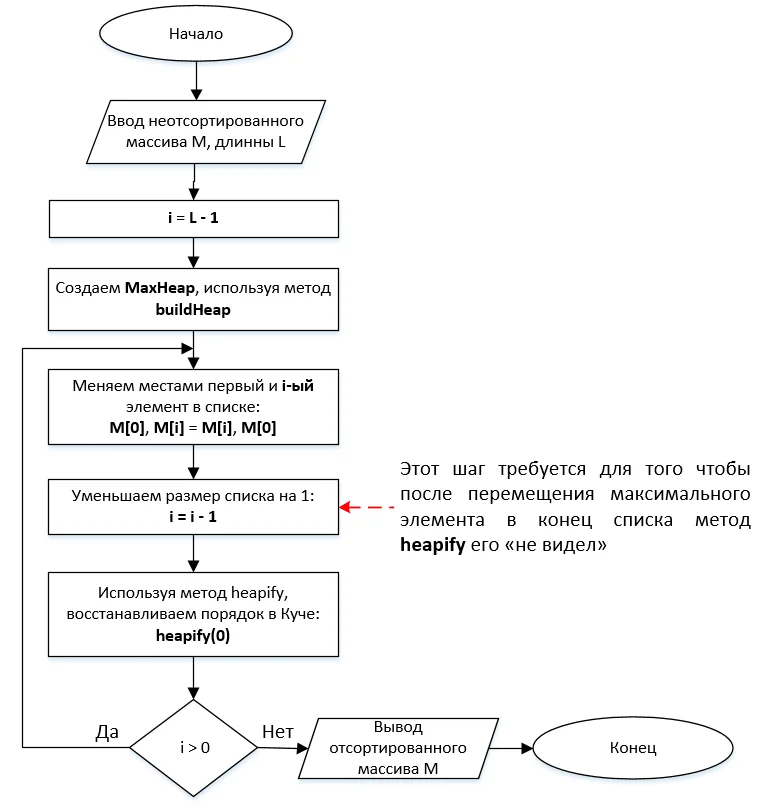 Начало
Ввод неотсортированного
массива M, длинны L
i = L - 1
Создаем MaxHeap, используя метод
buildHeap
Меняем местами первый и i-ый
элемент в списке:
M[0], M[i] = M[i], M[0]
Уменьшаем размер списка на 1:
i = i - 1
Этот шаг требуется для того чтобы
после перемещения максимального
элемента в конец списка метод
heapify его «не видел»
Используя метод heapify,
восстанавливаем порядок в Куче:
heapify(0)
Да
i > 0
Нет
Вывод
отсортированного
массива M
Конец